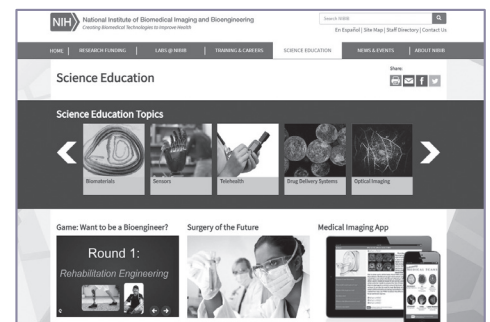 NIH
National Institute of Biomedical Imaging and Bioengineering
Creating Biomedical Technologies to Improve Health
Search NIBIB
En Español | Site Map | Staff Directory | Contact Us
HOME | RESEARCH FUNDING | LABS @ NIBIB | TRAINING & CAREERS | SCIENCE EDUCATION | NEWS & EVENTS | ABOUT NIBIB
Share:
Science Education
Science Education Topics
Biomaterials
Sensors
Telehealth
Drug Delivery Systems
Optical Imaging
Game: Want to be a Bioengineer?
Surgery of the Future
Medical Imaging App
Round 1:
Rehabilitation Engineering